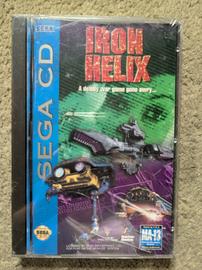 SEGA
IRON
HELIX
A deadly war game gone awry...
SEGA CD
SEGA
MA-13